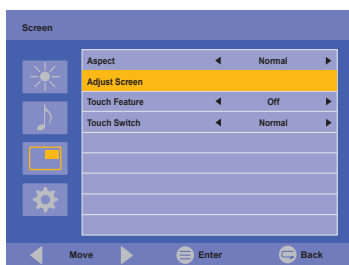 Screen
Aspect Normal
Adjust Screen
Touch Feature Off
Touch Switch Normal
Move Enter Back